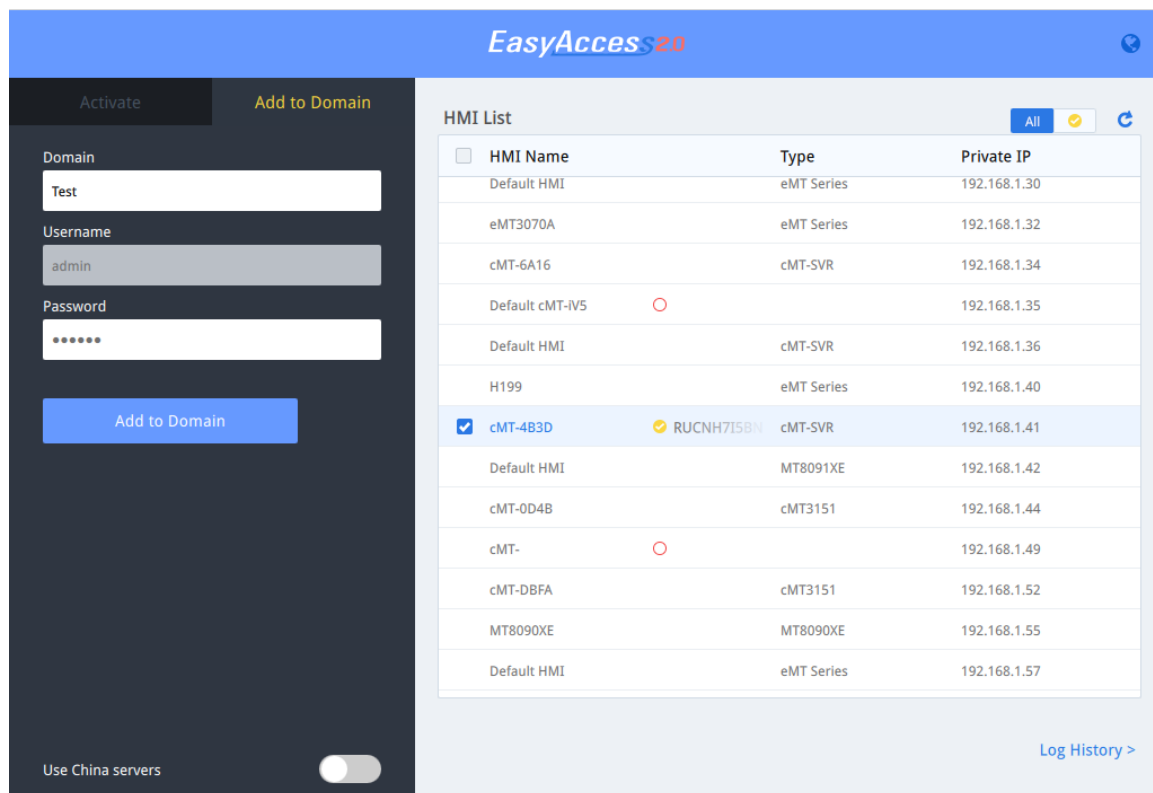 EasyAccess 2.0
Activate
Add to Domain
Domain
Test
Username
admin
Password
Add to Domain
Use China servers
HMI List
All
HMI Name Type Private IP
Default HMI eMT Series 192.168.1.30
eMT3070A eMT Series 192.168.1.32
cMT-6A16 cMT-SVR 192.168.1.34
Default cMT-iV5 192.168.1.35
Default HMI cMT-SVR 192.168.1.36
H199 eMT Series 192.168.1.40
cMT-4B3D RUCNH7I5BN cMT-SVR 192.168.1.41
Default HMI MT8091XE 192.168.1.42
cMT-0D4B cMT3151 192.168.1.44
cMT- 192.168.1.49
cMT-DBFA cMT3151 192.168.1.52
MT8090XE MT8090XE 192.168.1.55
Default HMI eMT Series 192.168.1.57
Log History >